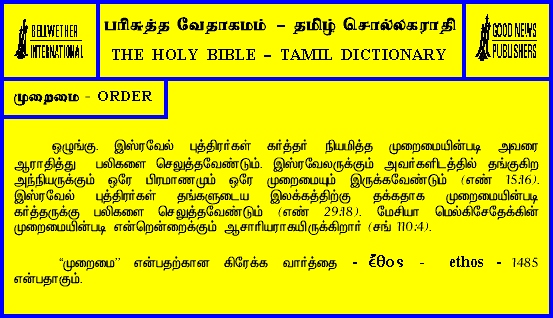 BELLWETHER
INTERNATIONAL
பரிசுத்த வேதாகமம் – தமிழ் சொல்லகராதி
THE HOLY BIBLE – TAMIL DICTIONARY
GOOD NEWS
PUBLISHERS
முறைமை - ORDER
ஒழுங்கு. இஸ்ரவேல் புத்திரர்கள் கர்த்தர் நியமித்த முறைமையின்படி அவரை
ஆராதித்து பலிகளை செலுத்தவேண்டும். இஸ்ரவேலருக்கும் அவர்களிடத்தில் தங்குகிற
அந்நியருக்கும் ஒரே பிரமாணமும் ஒரே முறைமையும் இருக்கவேண்டும் (எண் 15:16).
இஸ்ரவேல் புத்திரர்கள் தங்களுடைய இலக்கத்திற்கு தக்கதாக முறைமையின்படி
கர்த்தருக்கு பலிகளை செலுத்தவேண்டும் (எண் 29:18). மேசியா மெல்கிசேதேக்கின்
முறைமையின்படி என்றென்றைக்கும் ஆசாரியராகயிருக்கிறார் (சங் 110:4).
“முறைமை” என்பதற்கான கிரேக்க வார்த்தை - ἔθος - ethos - 1485
என்பதாகும்.